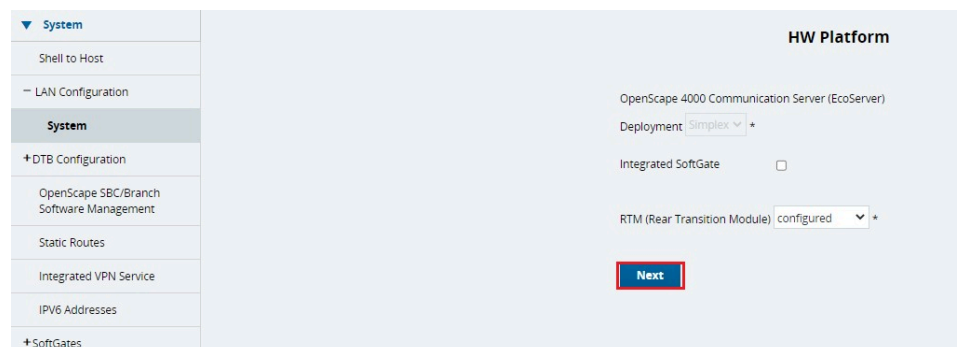 ▼ System
Shell to Host
− LAN Configuration
System
+DTB Configuration
OpenScape SBC/Branch
Software Management
Static Routes
Integrated VPN Service
IPV6 Addresses
+SoftGates
HW Platform
OpenScape 4000 Communication Server (EcoServer)
Deployment Simplex *
Integrated SoftGate
RTM (Rear Transition Module) configured *
Next